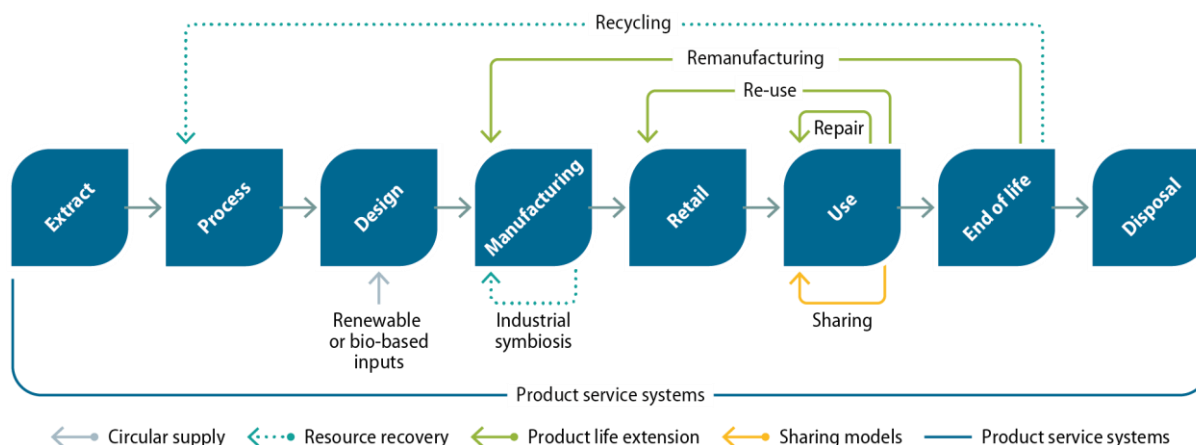 Recycling
Remanufacturing
Re-use
Repair
Extract
Process
Design
Manufacturing
Retail
Use
End of life
Disposal
Renewable
or bio-based
inputs
Industrial
symbiosis
Sharing
Product service systems
Circular supply
Resource recovery
Product life extension
Sharing models
Product service systems